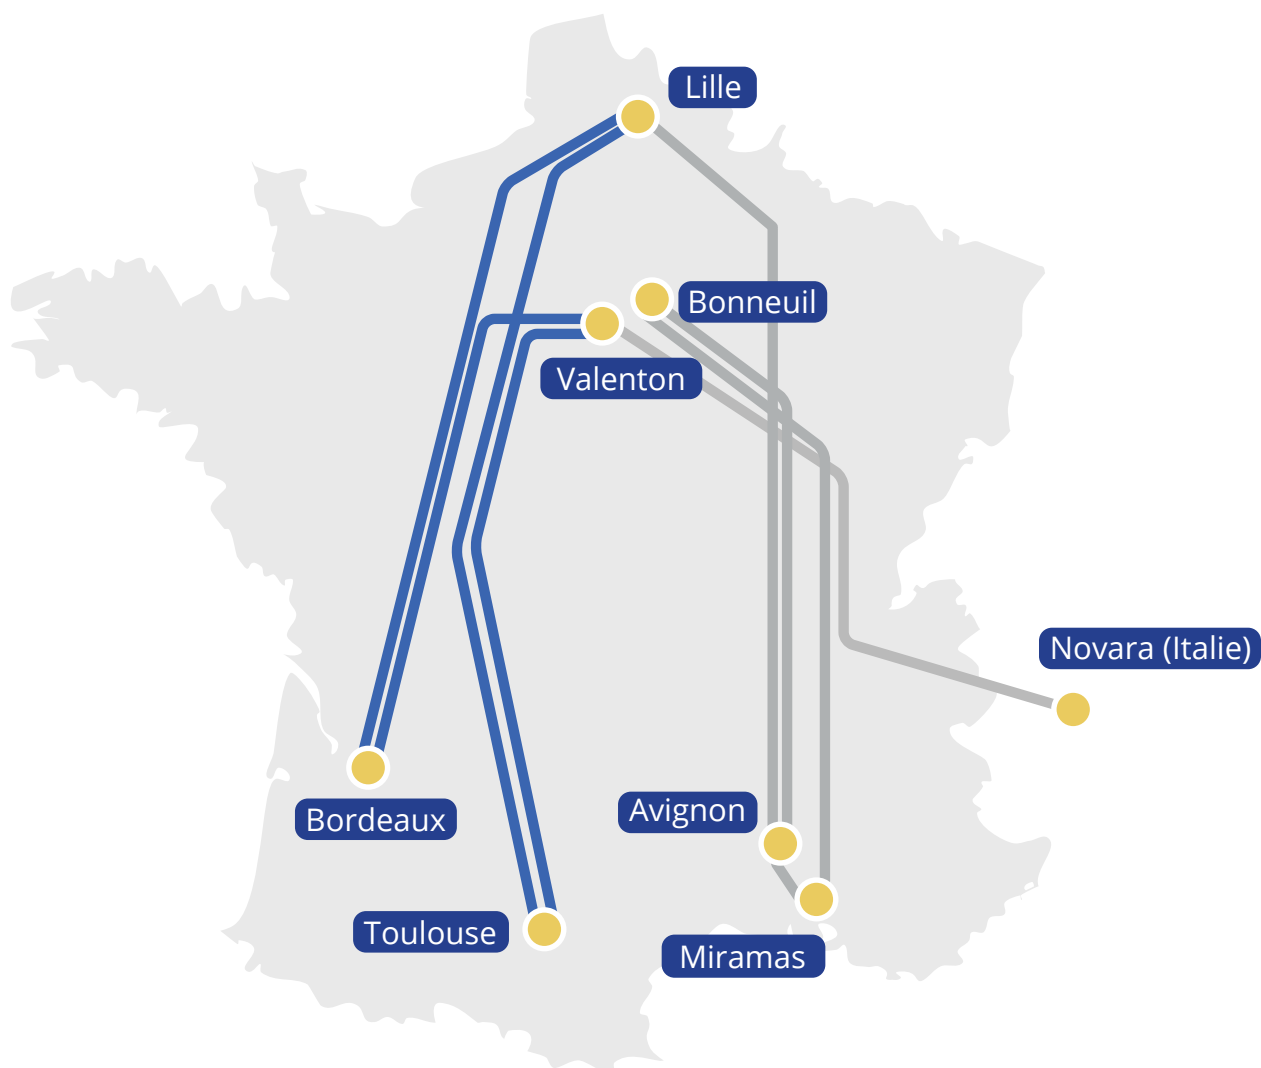 Lille
Bonneuil
Valenton
Novara (Italie)
Bordeaux
Avignon
Toulouse
Miramas